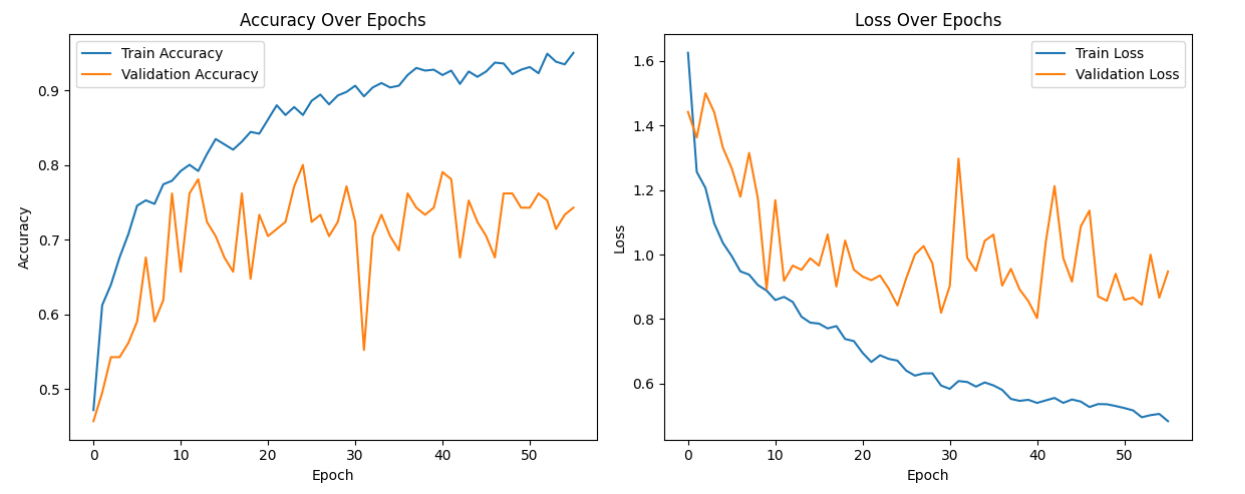 Accuracy Over Epochs
Train Accuracy
Validation Accuracy
0.9
0.8
0.7
0.6
0.5
Accuracy
0 10 20 30 40 50
Epoch
Loss Over Epochs
Train Loss
Validation Loss
1.6
1.4
1.2
1.0
0.8
0.6
Loss
0 10 20 30 40 50
Epoch